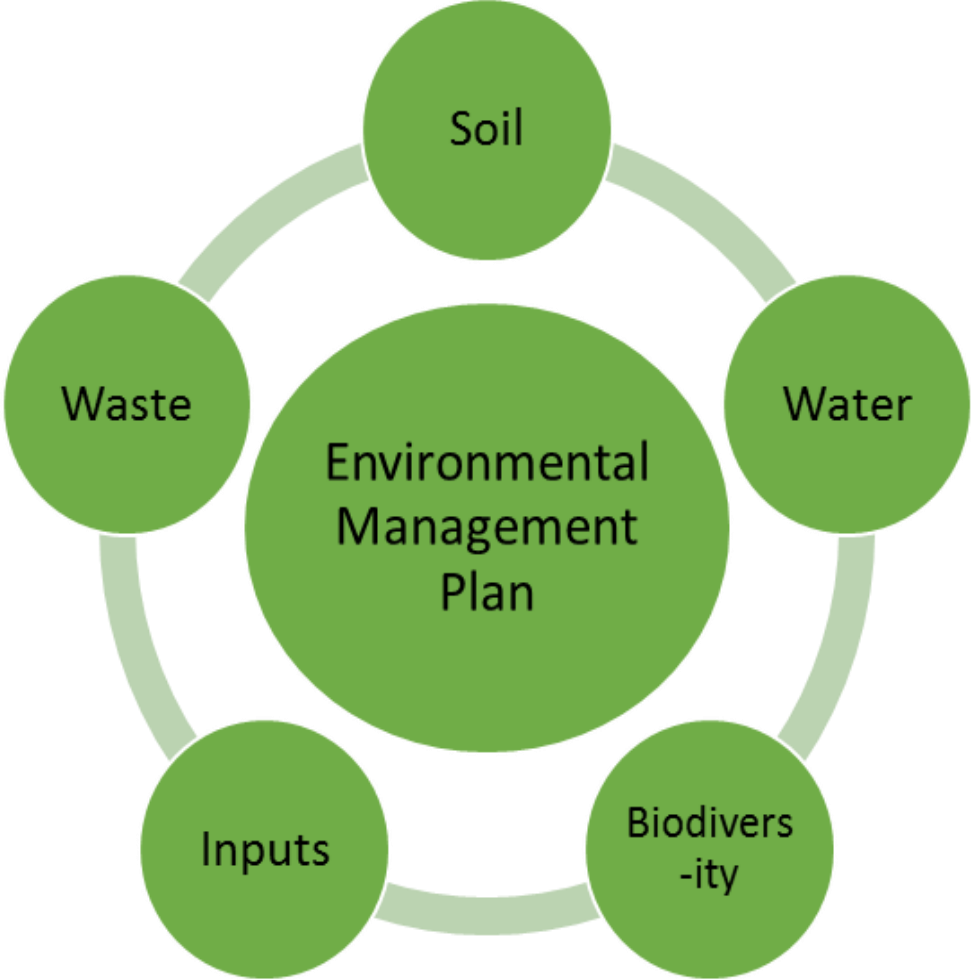 Soil
Waste
Water
Environmental
Management
Plan
Inputs
Biodivers
-ity